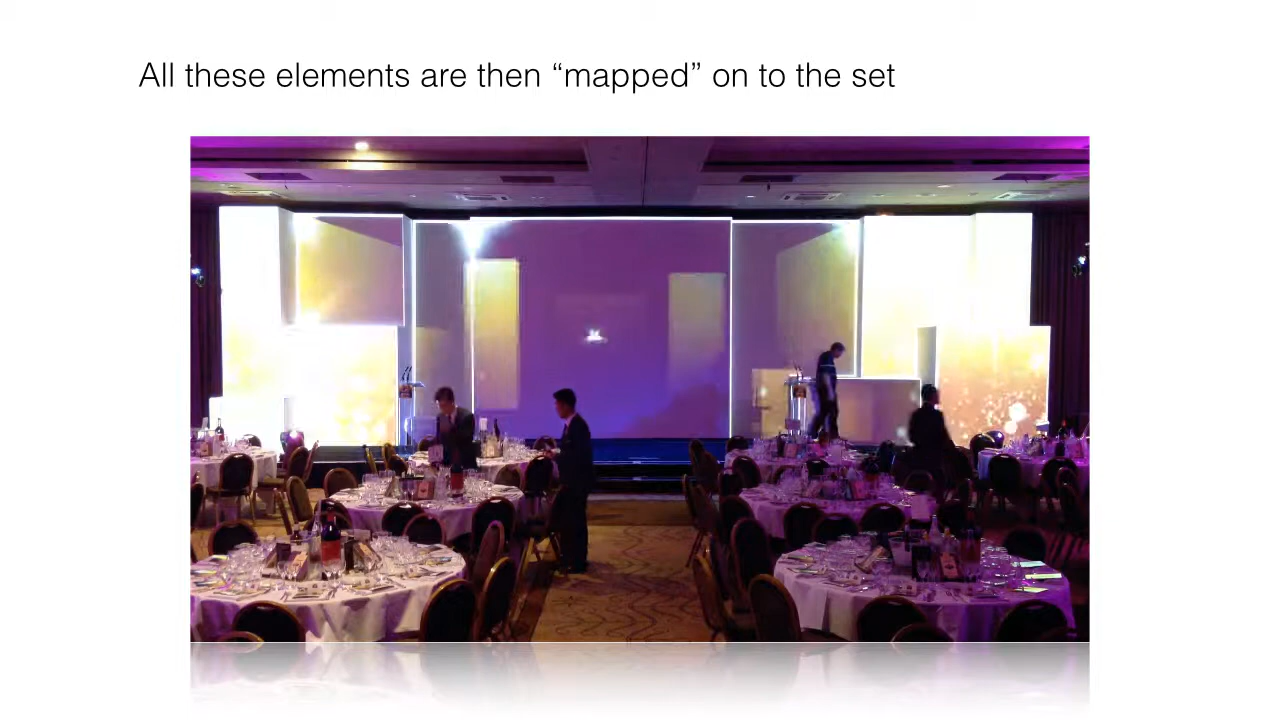 All these elements are then “mapped” on to the set